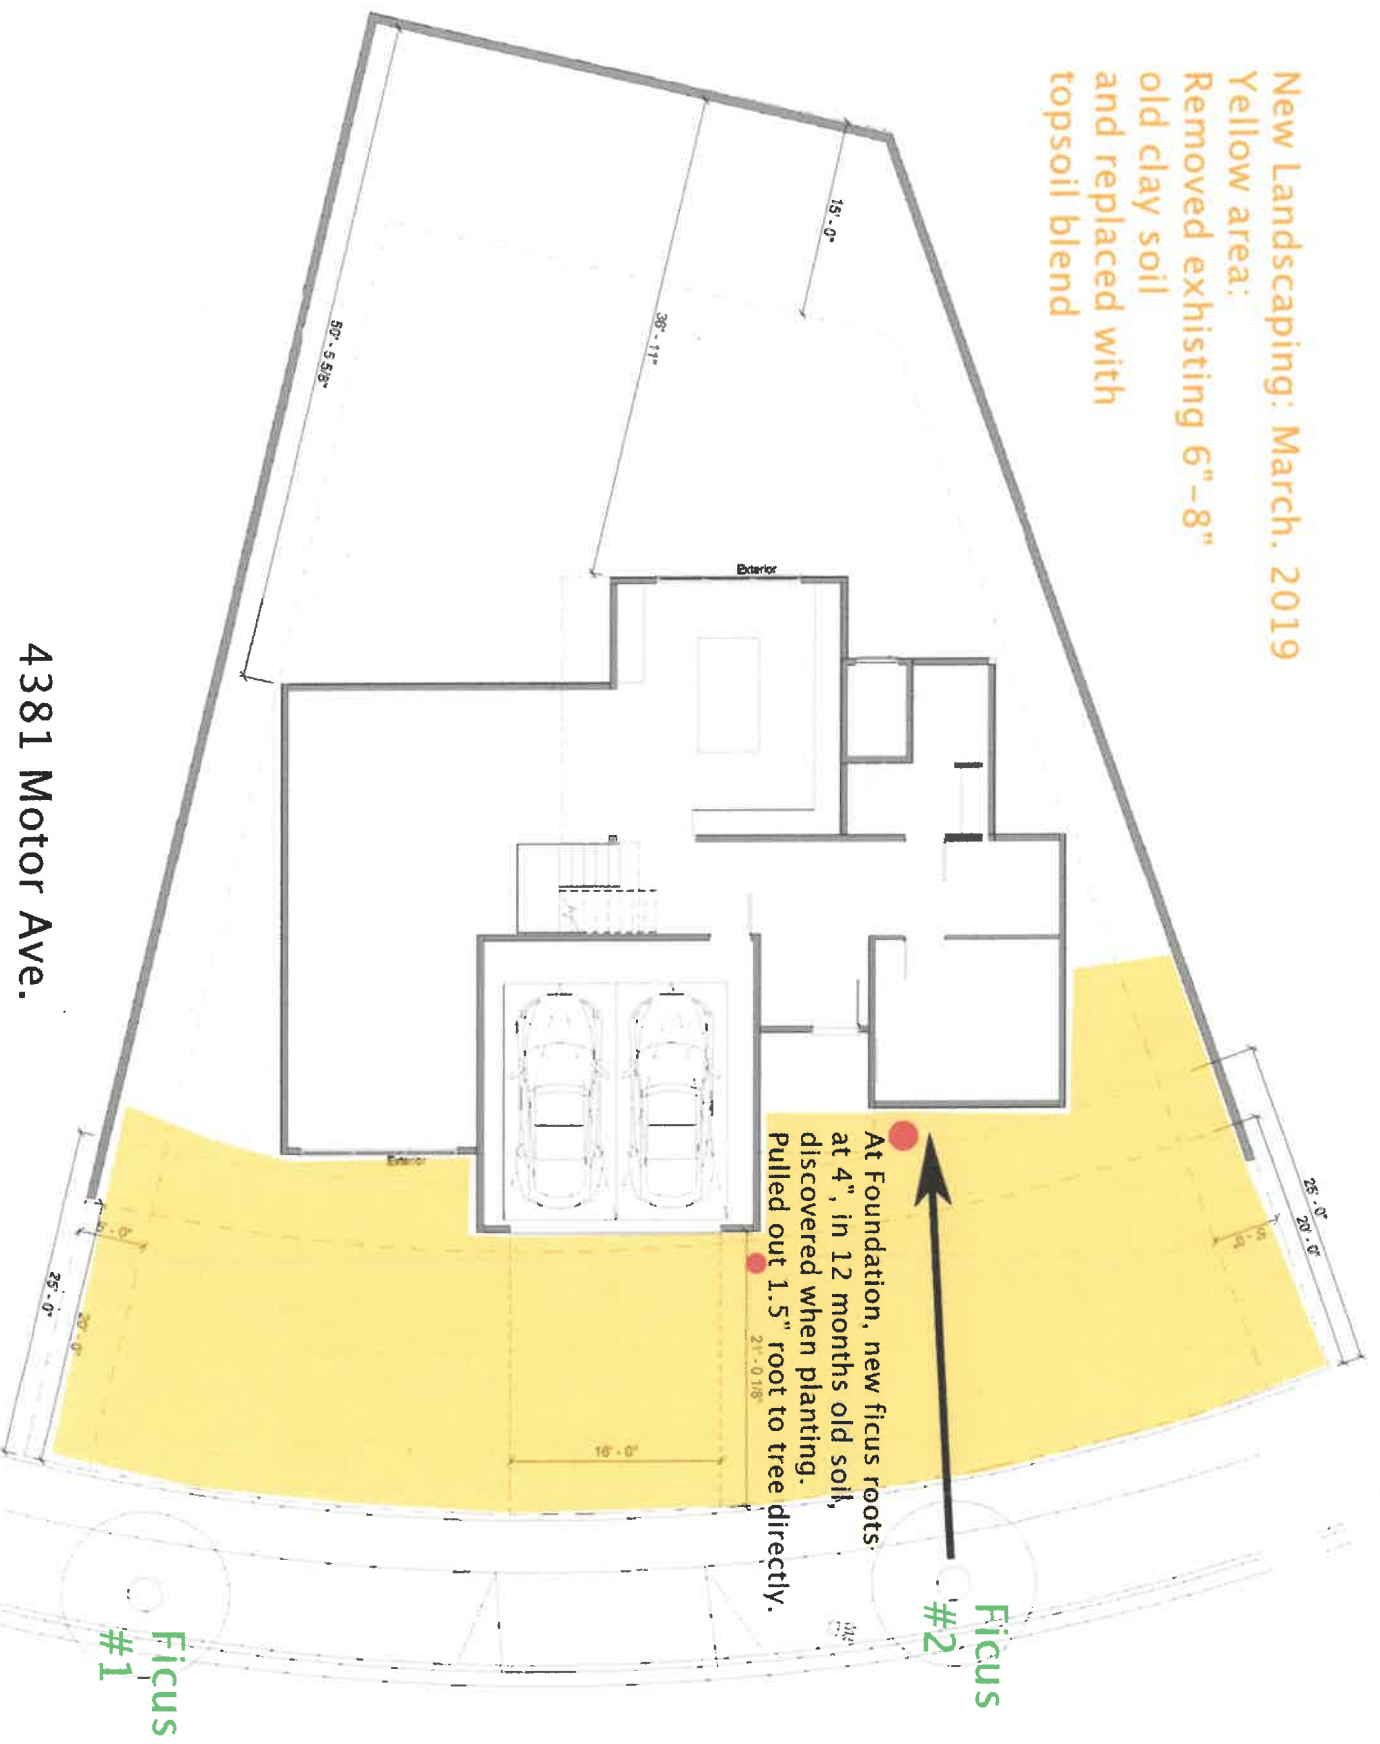 New Landscaping: March. 2019
Yellow area:
Removed exhisting 6"-8"
old clay soil
and replaced with
topsoil blend
15' - 0"
36' - 11"
50' - 5 5/8"
Exterior
Exterior
At Foundation, new ficus roots
at 4", in 12 months old soil,
discovered when planting.
Pulled out 1.5" root to tree directly.
25' - 0"
20' - 0"
21' - 0 1/8"
16' - 0"
25' - 0"
20' - 0"
Ficus
#2
Ficus
#1
4381 Motor Ave.